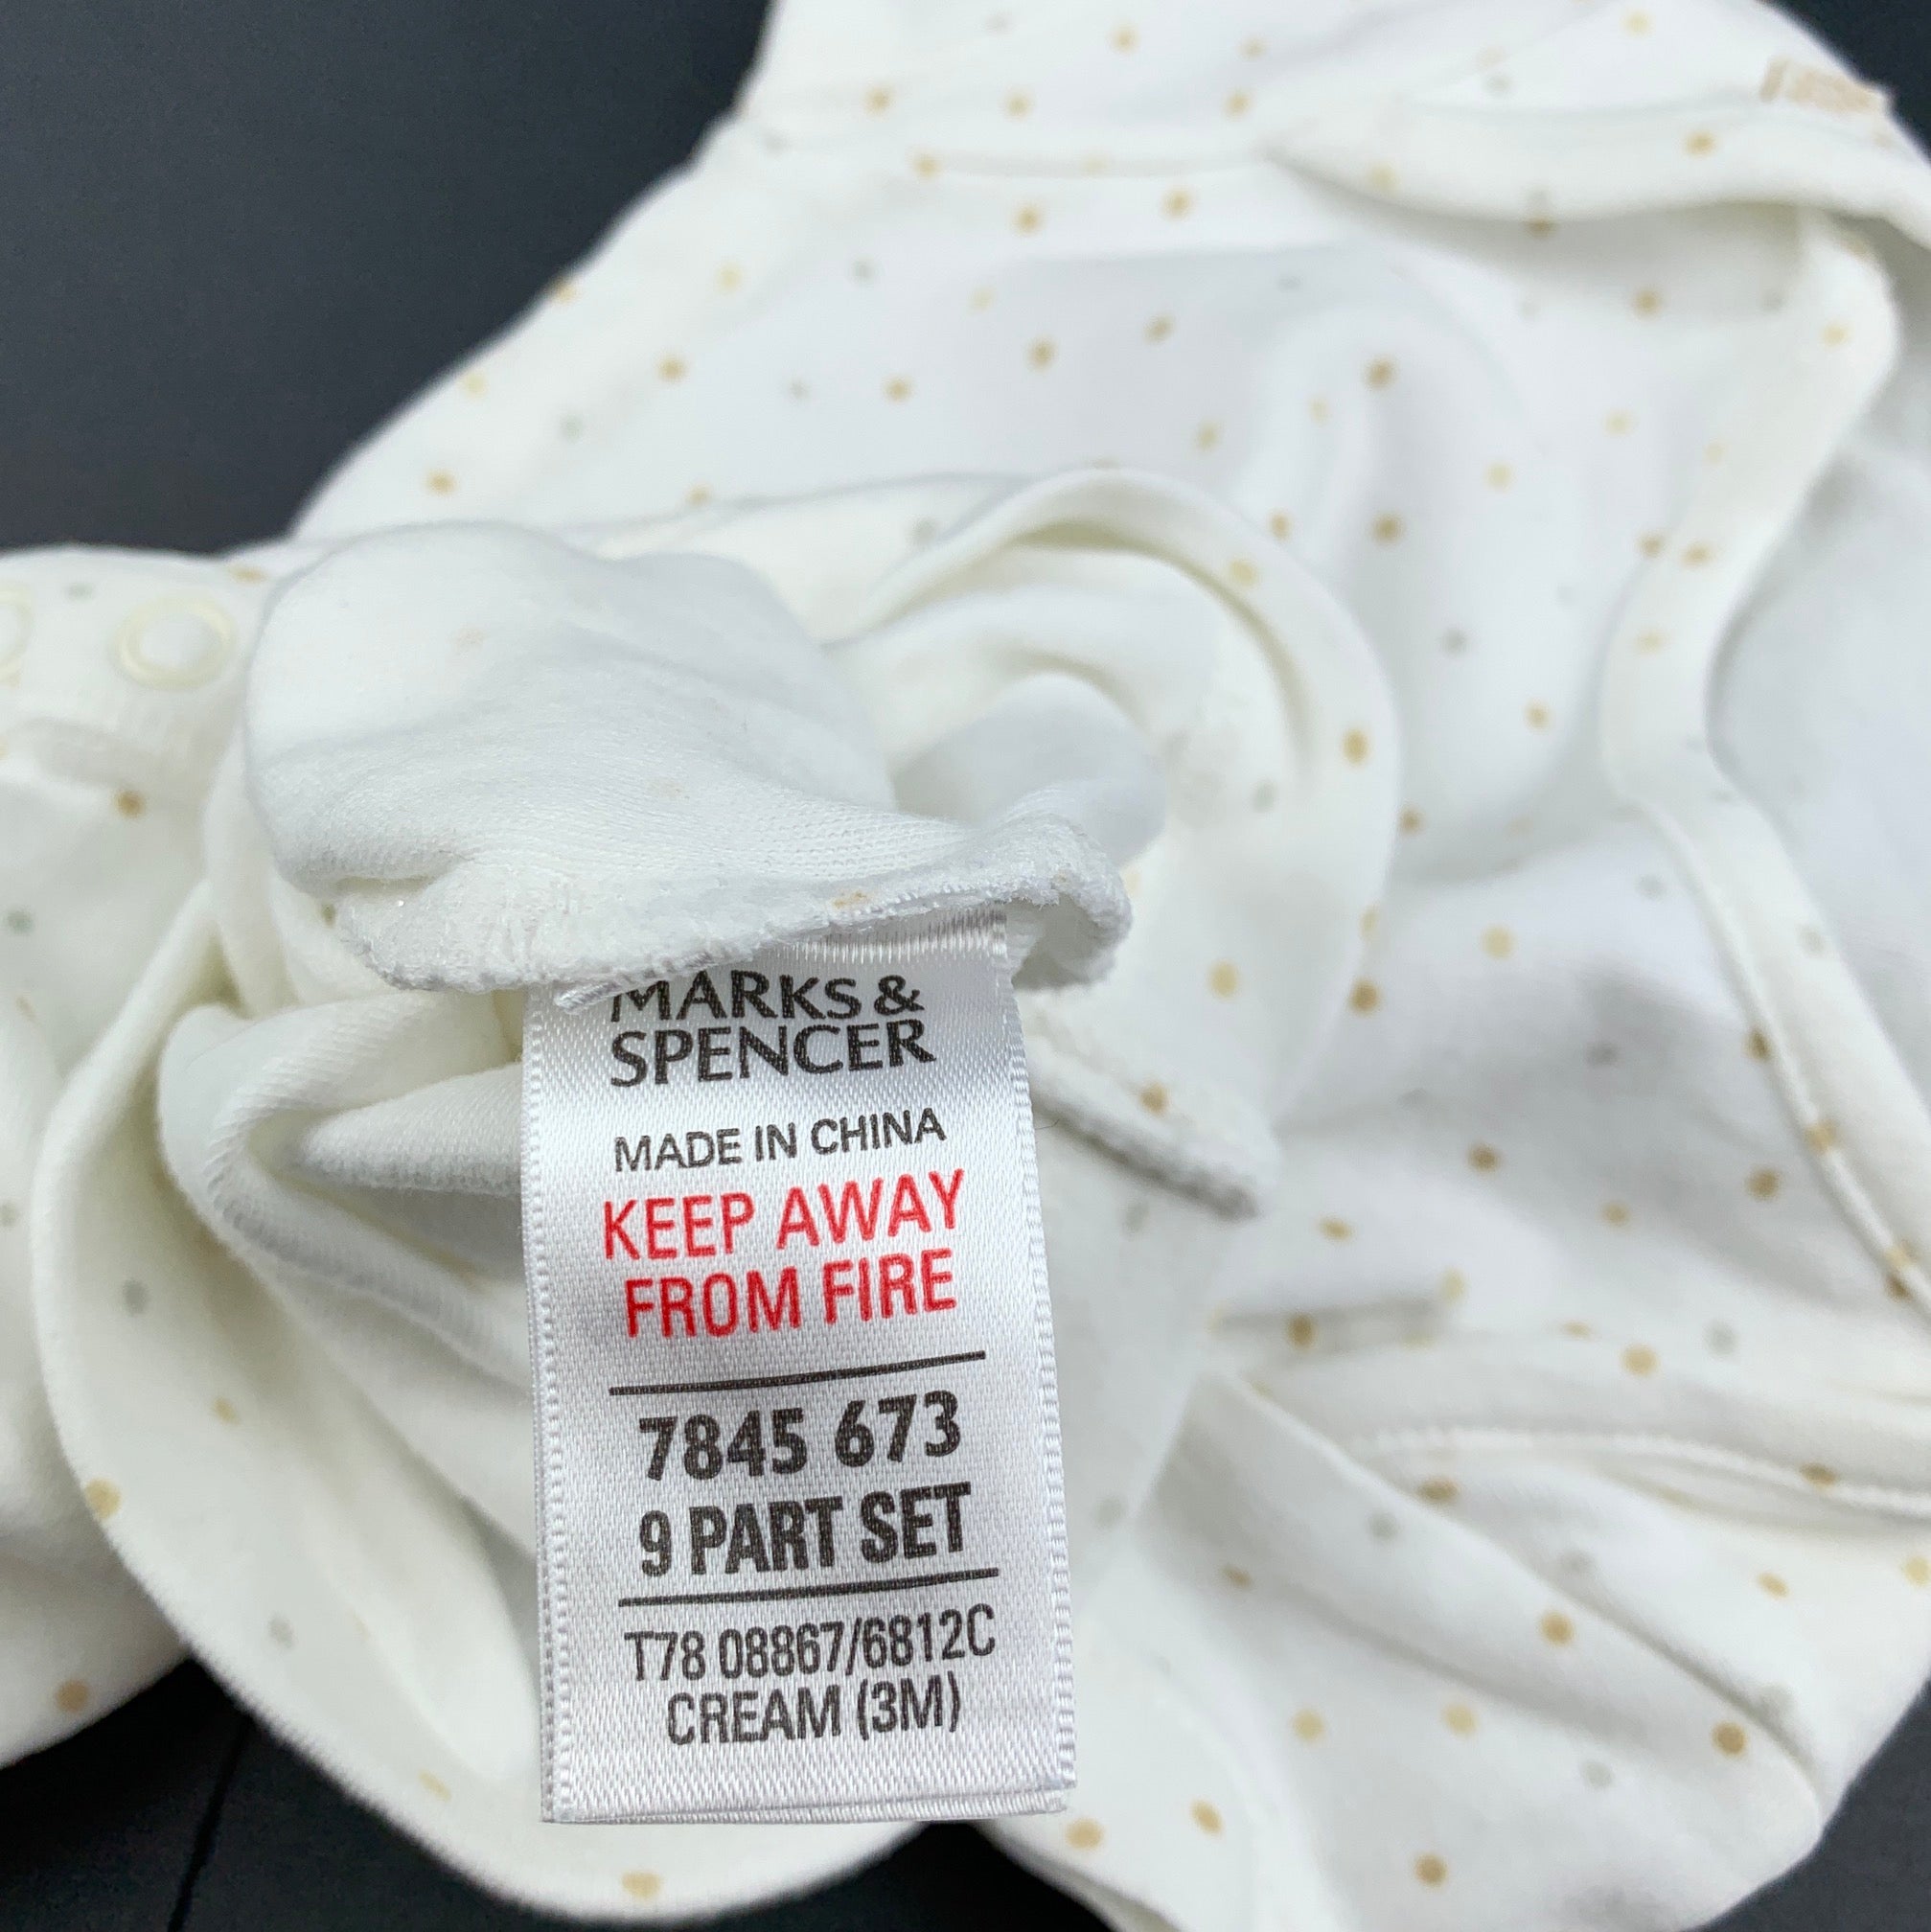 MARKS &
SPENCER
MADE IN CHINA
KEEP AWAY
FROM FIRE
7845 673
9 PART SET
T78 08867/6812C
CREAM (3M)